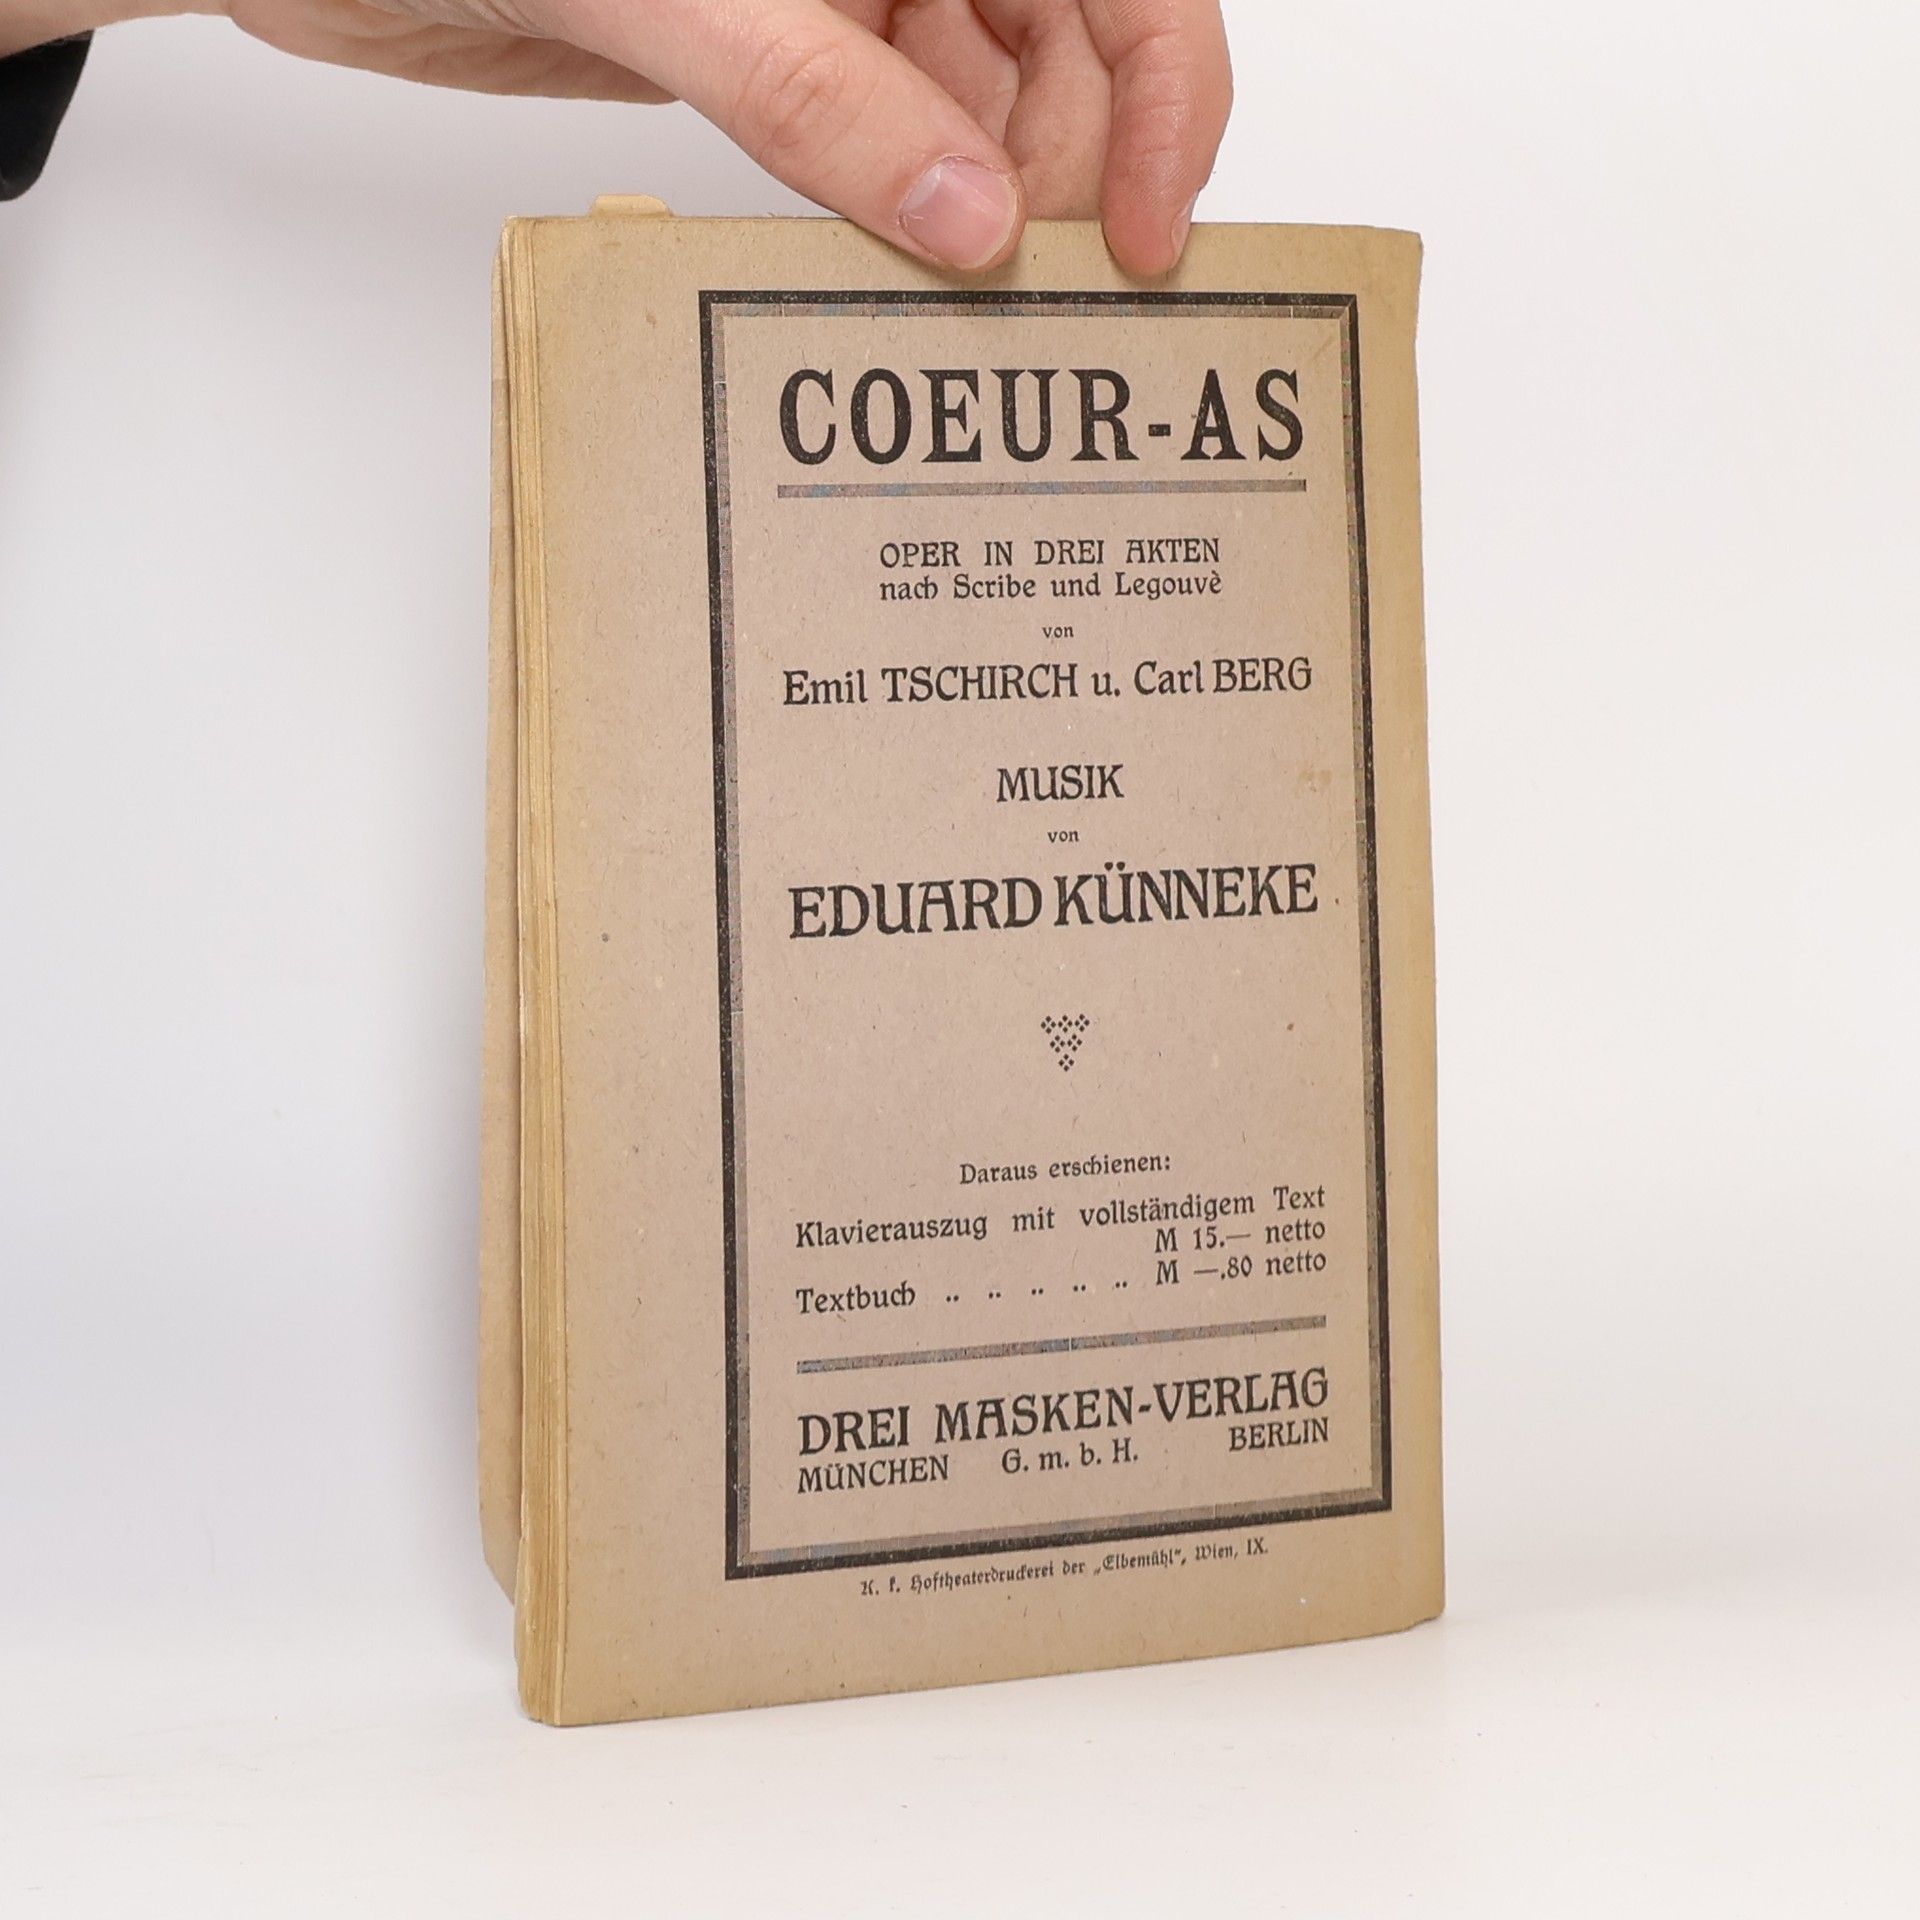 COEUR-AS
OPER IN DREI AKTEN
nach Scribe und Legouvè
von
Emil TSCHIRCH u. Carl BERG
MUSIK
von
EDUARD KÜNNEKE
Daraus erschienen:
Klavierauszug mit vollständigem Text
M 15.— netto
Textbuch .. .. .. .. .. M —.80 netto
DREI MASKEN-VERLAG
MÜNCHEN G. m. b. H. BERLIN
K. k. Hoftheaterdruckerei der „Elbemühl“, Wien, IX.